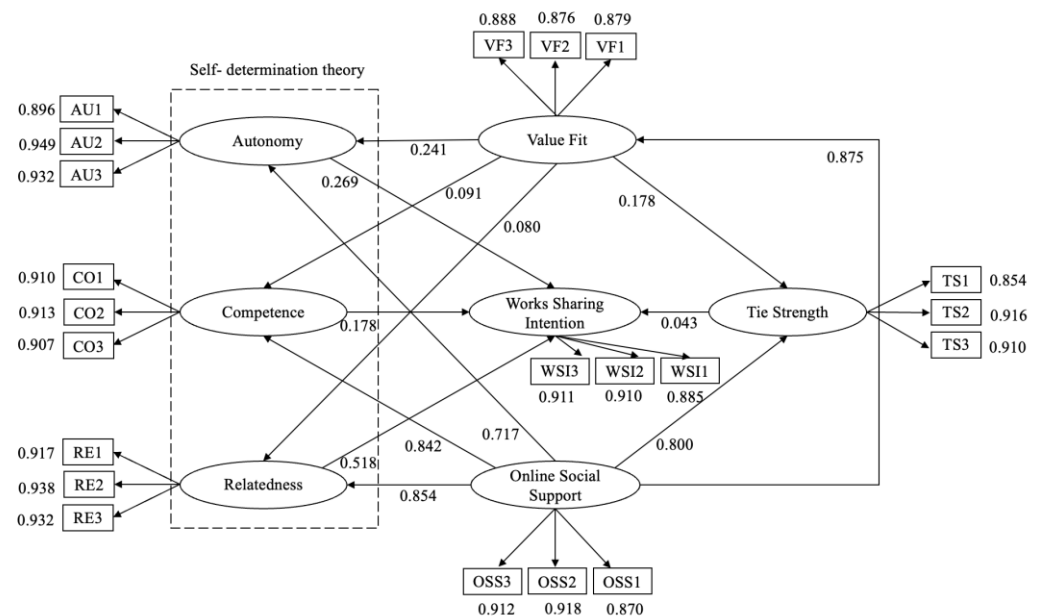 0.888
0.876
0.879
VF3
VF2
VF1
Self- determination theory
0.896
AU1
0.949
AU2
0.932
AU3
Autonomy
Value Fit
0.241
0.875
0.269
0.091
0.178
0.080
0.910
CO1
0.913
CO2
0.907
CO3
Competence
0.178
Works Sharing
Intention
0.043
Tie Strength
TS1
0.854
TS2
0.916
TS3
0.910
WSI3
WSI2
WSI1
0.911
0.910
0.885
0.842
0.717
0.800
0.518
0.917
RE1
0.938
RE2
0.932
RE3
Relatedness
0.854
Online Social
Support
OSS3
OSS2
OSS1
0.912
0.918
0.870